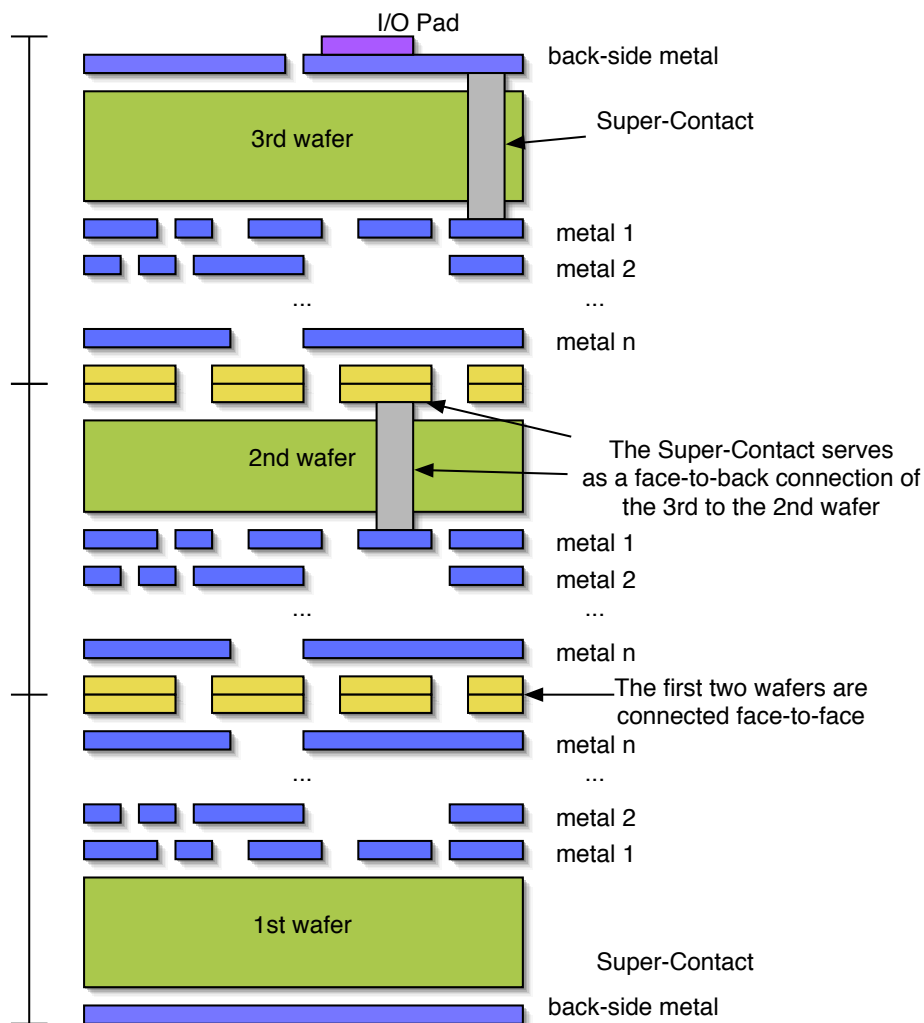 I/O Pad
back-side metal
Super-Contact
3rd wafer
metal 1
metal 2
... ...
metal n
The Super-Contact serves
as a face-to-back connection of
the 3rd to the 2nd wafer
2nd wafer
metal 1
metal 2
... ...
metal n
The first two wafers are
connected face-to-face
metal n
... ...
metal 2
metal 1
1st wafer
Super-Contact
back-side metal